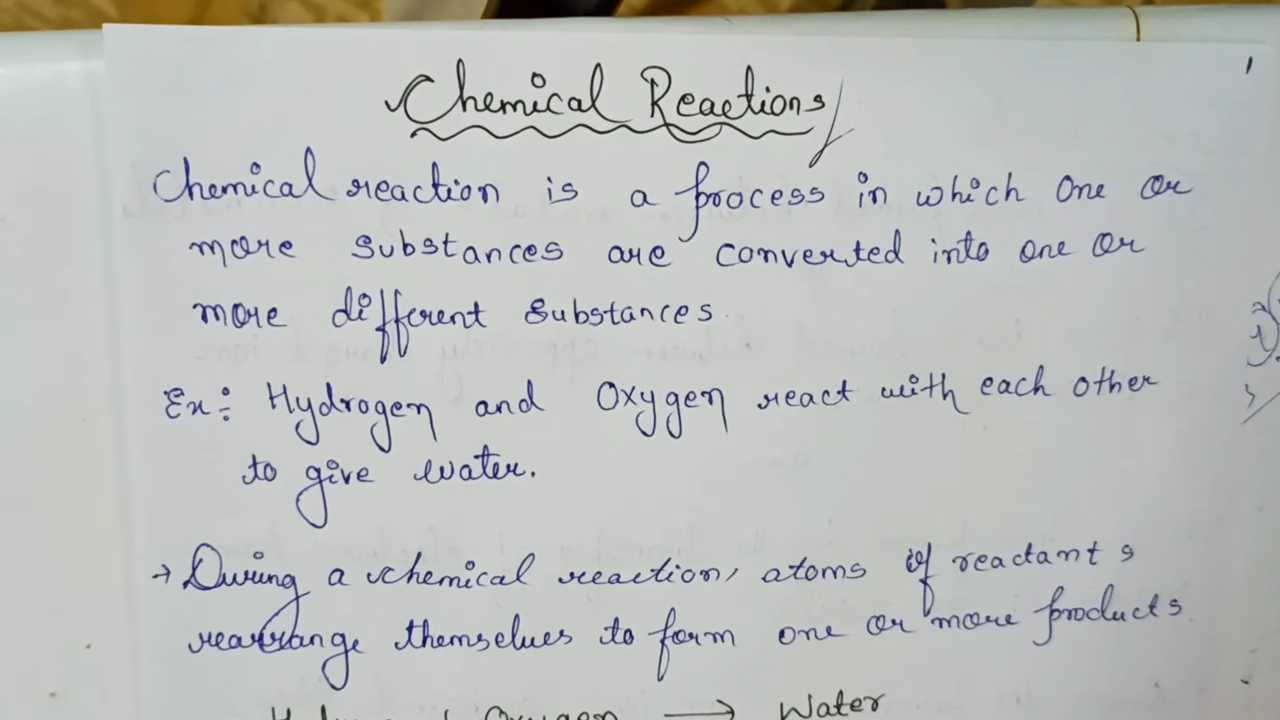 Chemical Reactions
Chemical reaction is a process in which One or
more Substances are converted into one or
more different Substances.
Ex:- Hydrogen and Oxygen react with each other
to give water.
→ During a chemical reaction, atoms of reactants
rearrange themselves to form one or more products.
Oxygen → Water